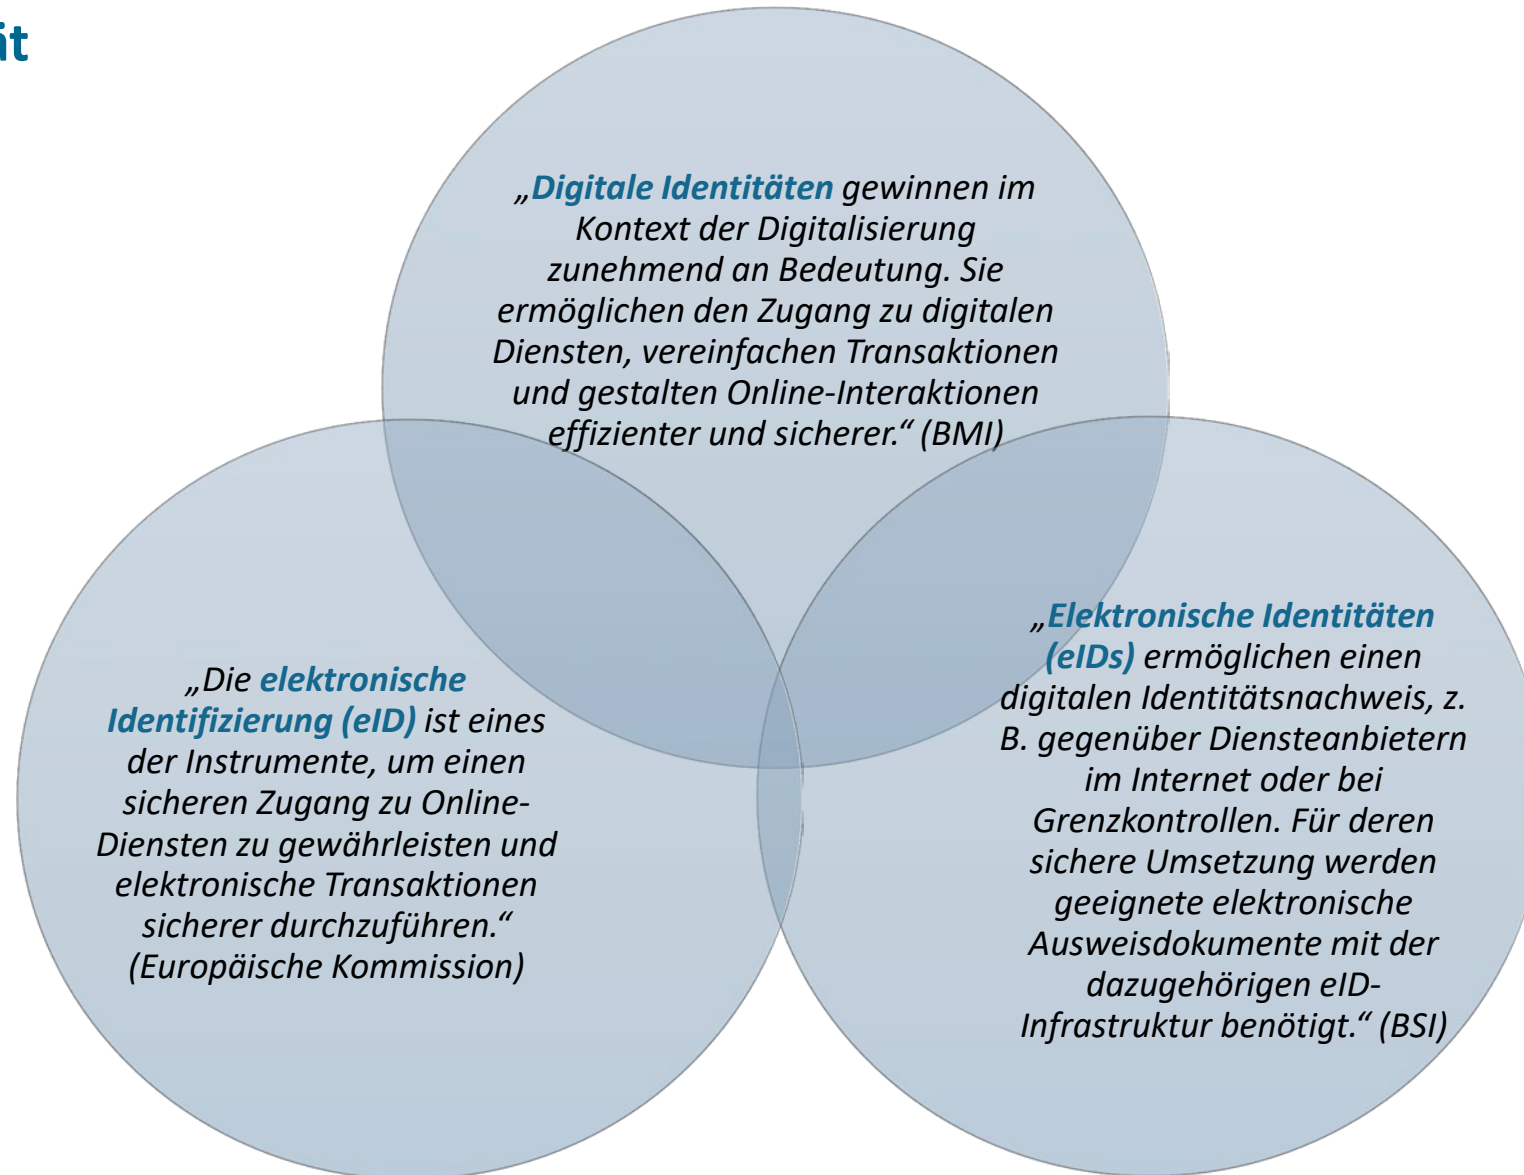 ät
„Digitale Identitäten gewinnen im
Kontext der Digitalisierung
zunehmend an Bedeutung. Sie
ermöglichen den Zugang zu digitalen
Diensten, vereinfachen Transaktionen
und gestalten Online-Interaktionen
effizienter und sicherer.“ (BMI)
„Die elektronische
Identifizierung (eID) ist eines
der Instrumente, um einen
sicheren Zugang zu Online-
Diensten zu gewährleisten und
elektronische Transaktionen
sicherer durchzuführen.“
(Europäische Kommission)
„Elektronische Identitäten
(eIDs) ermöglichen einen
digitalen Identitätsnachweis, z.
B. gegenüber Diensteanbietern
im Internet oder bei
Grenzkontrollen. Für deren
sichere Umsetzung werden
geeignete elektronische
Ausweisdokumente mit der
dazugehörigen eID-
Infrastruktur benötigt.“ (BSI)